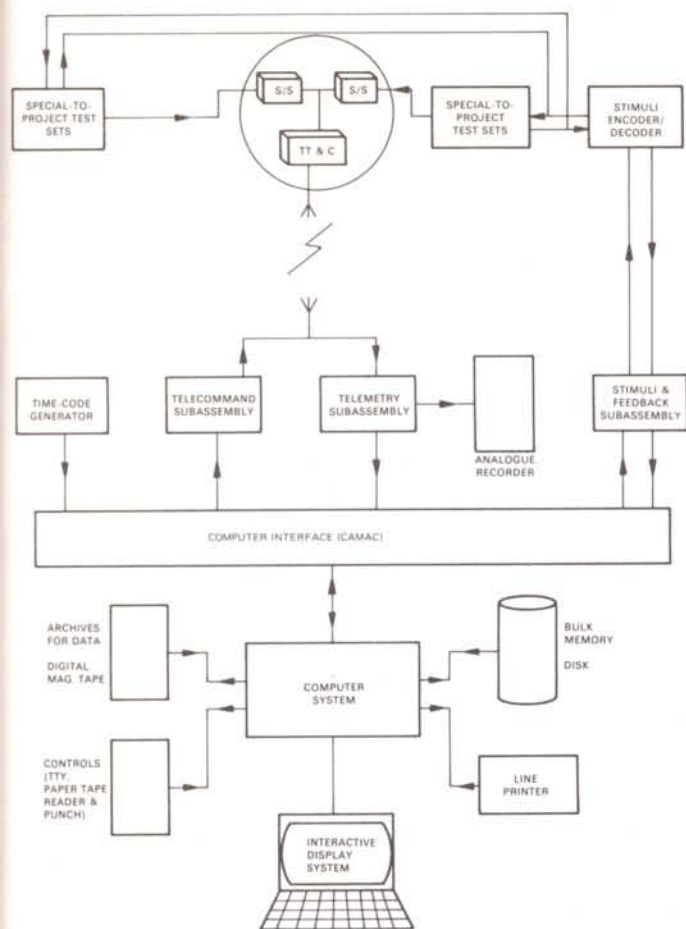 S/S
S/S
SPECIAL-TO-
PROJECT TEST
SETS
SPECIAL-TO-
PROJECT TEST
SETS
STIMULI
ENCODER/
DECODER
TT & C
TIME-CODE
GENERATOR
TELECOMMAND
SUBASSEMBLY
TELEMETRY
SUBASSEMBLY
ANALOGUE
RECORDER
STIMULI &
FEEDBACK
SUBASSEMBLY
COMPUTER INTERFACE (CAMAC)
ARCHIVES
FOR DATA
DIGITAL
MAG. TAPE
COMPUTER
SYSTEM
BULK
MEMORY
DISK
CONTROLS
(TTY,
PAPER TAPE
READER &
PUNCH)
LINE
PRINTER
INTERACTIVE
DISPLAY
SYSTEM